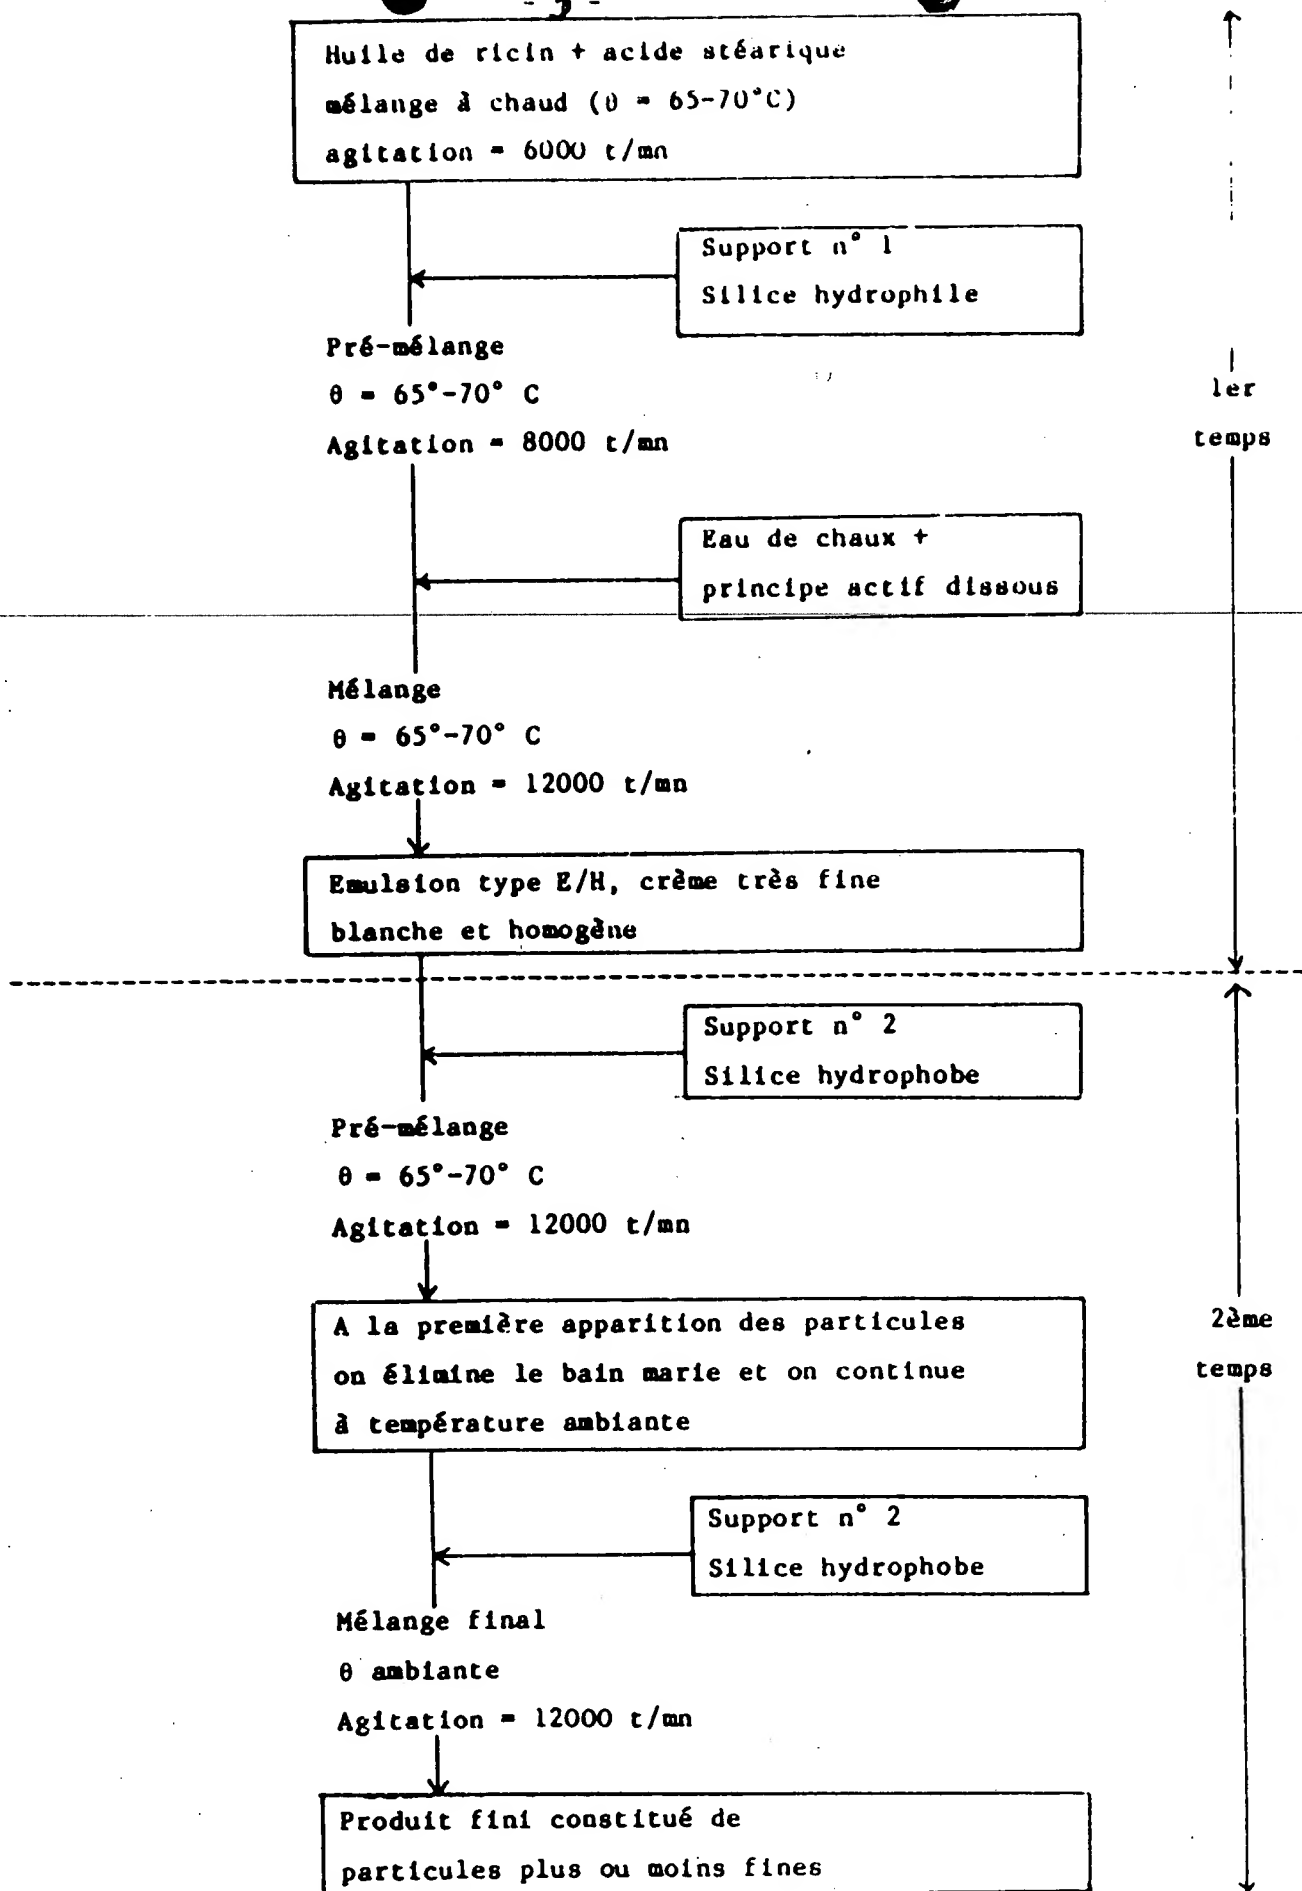 Huile de ricin + acide stéarique
mélange à chaud (θ = 65-70°C)
agitation = 6000 t/mn
Support n° 1
Silice hydrophile
Pré-mélange
θ = 65°-70° C
Agitation = 8000 t/mn
1er
temps
Eau de chaux +
principe actif dissous
Mélange
θ = 65°-70° C
Agitation = 12000 t/mn
Emulsion type E/H, crème très fine
blanche et homogène
Support n° 2
Silice hydrophobe
Pré-mélange
θ = 65°-70° C
Agitation = 12000 t/mn
A la première apparition des particules
on élimine le bain marie et on continue
à température ambiante
2ème
temps
Support n° 2
Silice hydrophobe
Mélange final
θ ambiante
Agitation = 12000 t/mn
Produit fini constitué de
particules plus ou moins fines